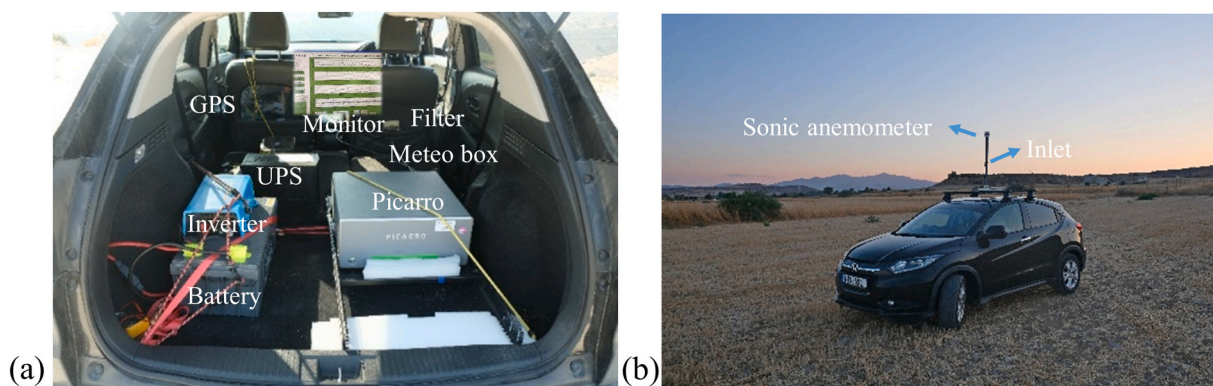 GPS
Monitor
Filter
Meteo box
UPS
Picarro
PICARRO
Inverter
Battery
(a)
Sonic anemometer
Inlet
(b)